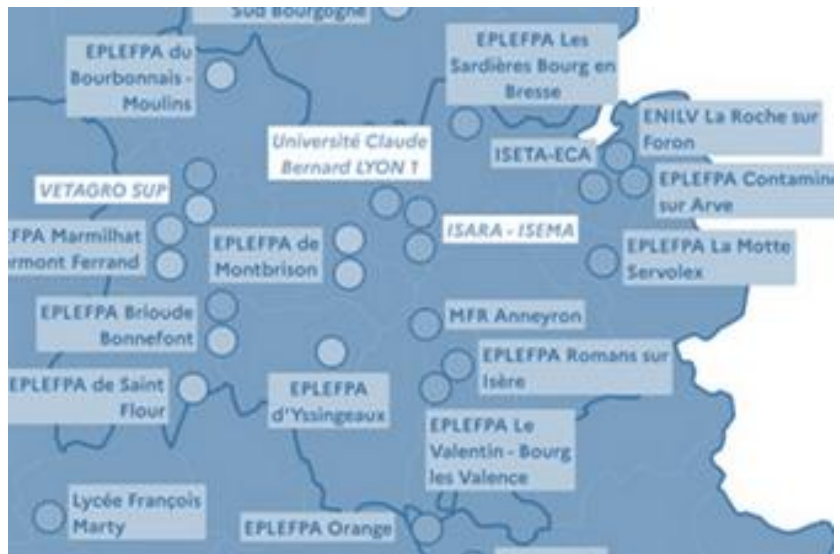 Sud Bourgogne
EPLEFPA du
Bourbonnais -
Moulins
EPLEFPA Les
Sardières Bourg en
Bresse
Université Claude
Bernard LYON 1
ENILV La Roche sur
Foron
ISETA-ECA
EPLEFPA Contamine
sur Arve
VETAGRO SUP
EFPA Marmilhat
ermont Ferrand
EPLEFPA de
Montbrison
ISARA - ISEMA
EPLEFPA La Motte
Servolex
EPLEFPA Brioude
Bonnefont
MFR Anneyron
EPLEFPA Romans sur
Isère
EPLEFPA de Saint
Flour
EPLEFPA
d'Yssingeaux
EPLEFPA Le
Valentin - Bourg
les Valence
Lycée François
Marty
EPLEFPA Orange